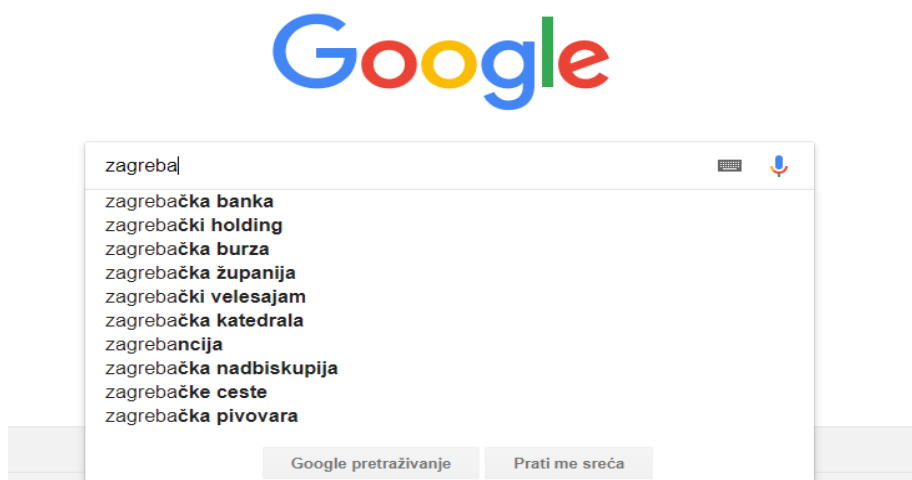 Google
zagreba
zagrebačka banka
zagrebački holding
zagrebačka burza
zagrebačka županija
zagrebački velesajam
zagrebačka katedrala
zagrebancija
zagrebačka nadbiskupija
zagrebačke ceste
zagrebačka pivovara
Google pretraživanje Prati me sreća